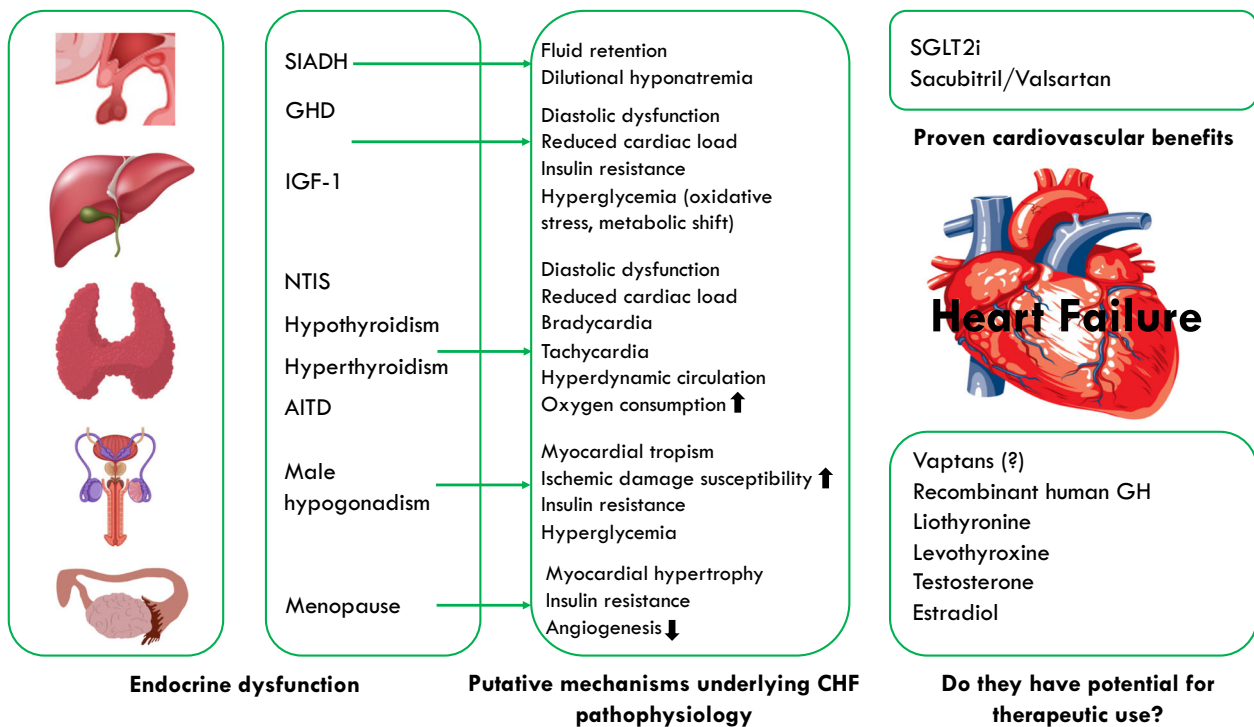 SIADH
GHD
IGF-1
NTIS
Hypothyroidism
Hyperthyroidism
AITD
Male
hypogonadism
Menopause
Endocrine dysfunction
Fluid retention
Dilutional hyponatremia
Diastolic dysfunction
Reduced cardiac load
Insulin resistance
Hyperglycemia (oxidative
stress, metabolic shift)
Diastolic dysfunction
Reduced cardiac load
Bradycardia
Tachycardia
Hyperdynamic circulation
Oxygen consumption ⬆
Myocardial tropism
Ischemic damage susceptibility ⬆
Insulin resistance
Hyperglycemia
Myocardial hypertrophy
Insulin resistance
Angiogenesis ⬇
Putative mechanisms underlying CHF
pathophysiology
SGLT2i
Sacubitril/Valsartan
Proven cardiovascular benefits
Heart Failure
Vaptans (?)
Recombinant human GH
Liothyronine
Levothyroxine
Testosterone
Estradiol
Do they have potential for
therapeutic use?